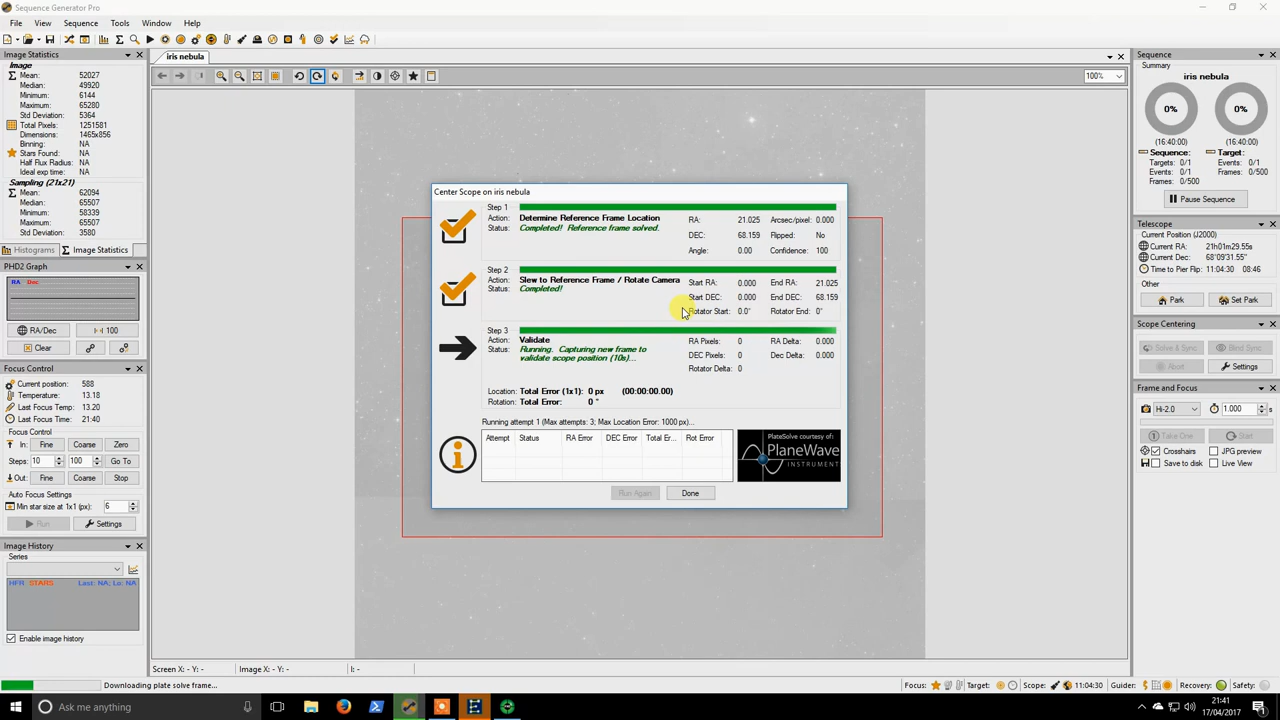 Sequence Generator Pro
File View Sequence Tools Window Help
Image Statistics
Image
Mean: 52027
Median: 49920
Minimum: 6144
Maximum: 65280
Std Deviation: 5364
Total Pixels: 1251581
Dimensions: 1465x856
Binning: NA
Stars Found: NA
Half Flux Radius: NA
Ideal exp time: NA
Sampling (21x21)
Mean: 62094
Median: 65507
Minimum: 58339
Maximum: 65507
Std Deviation: 3580
Histograms Image Statistics
PHD2 Graph
RA Dec
RA/Dec 100
Clear
Focus Control
Current position: 588
Temperature: 13.18
Last Focus Temp: 13.20
Last Focus Time: 21:40
Focus Control
In: Fine Coarse Zero
Steps: 10 100 Go To
Out: Fine Coarse Stop
Auto Focus Settings
Min star size at 1x1 (px): 6
Run Settings
Image History
Series
HFR STARS Last: NA; Lo: NA
Enable image history
iris nebula
100%
Center Scope on iris nebula
Step 1
Action: Determine Reference Frame Location
Status: Completed! Reference frame solved.
RA: 21.025 Arcsec/pixel: 0.000
DEC: 68.159 Flipped: No
Angle: 0.00 Confidence: 100
Step 2
Action: Slew to Reference Frame / Rotate Camera
Status: Completed!
Start RA: 0.000 End RA: 21.025
Start DEC: 0.000 End DEC: 68.159
Rotator Start: 0.0° Rotator End: 0°
Step 3
Action: Validate
Status: Running. Capturing new frame to
validate scope position (10s)...
RA Pixels: 0 RA Delta: 0.000
DEC Pixels: 0 Dec Delta: 0.000
Rotator Delta: 0
Location: Total Error (1x1): 0 px (00:00:00.00)
Rotation: Total Error: 0 °
Running attempt 1 (Max attempts: 3; Max Location Error: 1000 px)...
Attempt Status RA Error DEC Error Total Er... Rot Error
PlateSolve courtesy of:
PlaneWave
INSTRUMENT
Run Again Done
Screen X: - Y: - Image X: - Y: - I: -
Sequence
Summary
iris nebula
0% 0%
(16:40:00) (16:40:00)
Sequence: Target:
Targets: 0/1 Events: 0/1
Events: 0/1 Frames: 0/500
Frames: 0/500
Pause Sequence
Telescope
Current Position (J2000)
Current RA: 21h01m29.55s
Current Dec: 68°09'31.55"
Time to Pier Flip: 11:04:30 08:46
Other
Park Set Park
Scope Centering
Solve & Sync Blind Sync
Abort Settings
Frame and Focus
Hi-2.0 1.000
Take One Start
Crosshairs JPG preview
Save to disk Live View
Downloading plate solve frame...
Focus: Target: Scope: 11:04:30 Guider: Recovery: Safety:
Ask me anything
21:41
17/04/2017